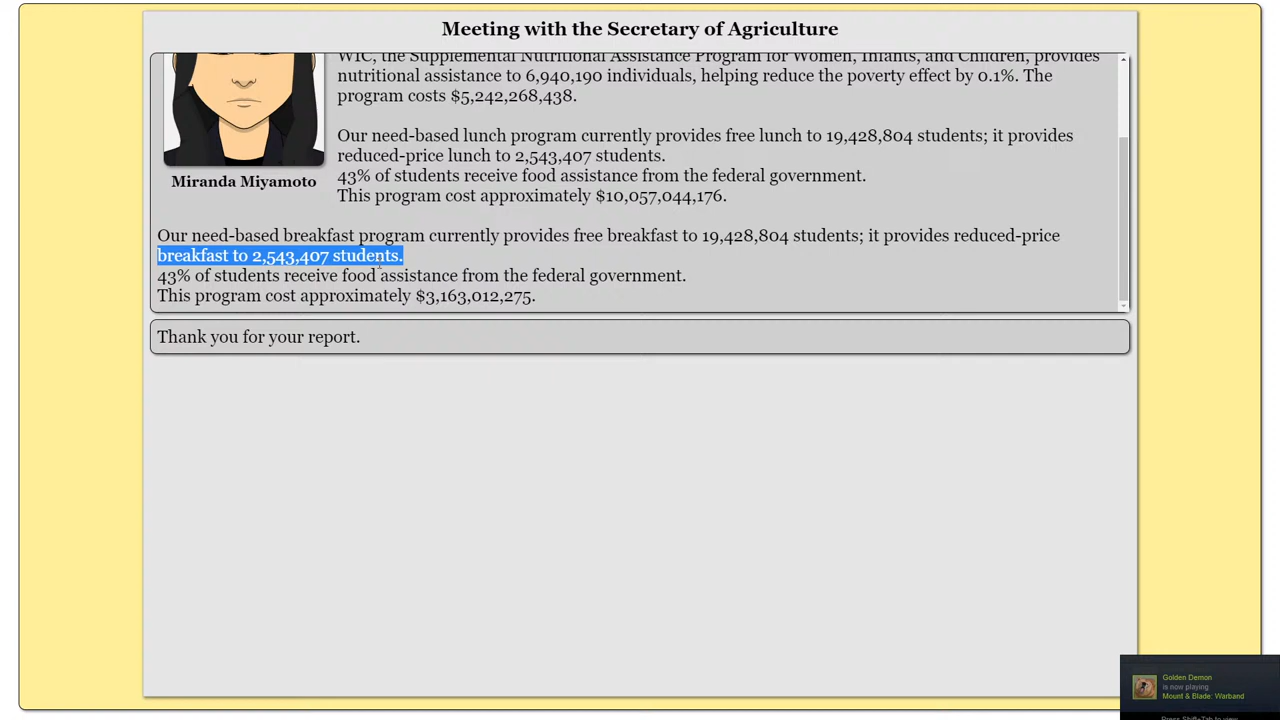 Meeting with the Secretary of Agriculture
WIC, the Supplemental Nutritional Assistance Program for Women, Infants, and Children, provides
nutritional assistance to 6,940,190 individuals, helping reduce the poverty effect by 0.1%. The
program costs $5,242,268,438.
Our need-based lunch program currently provides free lunch to 19,428,804 students; it provides
reduced-price lunch to 2,543,407 students.
43% of students receive food assistance from the federal government.
This program cost approximately $10,057,044,176.
Miranda Miyamoto
Our need-based breakfast program currently provides free breakfast to 19,428,804 students; it provides reduced-price
breakfast to 2,543,407 students.
43% of students receive food assistance from the federal government.
This program cost approximately $3,163,012,275.
Thank you for your report.
Golden Demon
is now playing
Mount & Blade: Warband
Press Shift+Tab to view